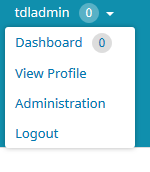 tdladmin 0
Dashboard 0
View Profile
Administration
Logout